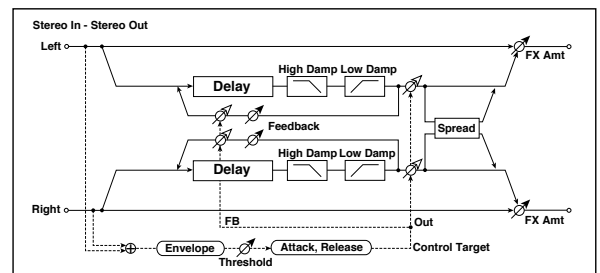 Stereo In - Stereo Out
Left
FX Amt
High Damp Low Damp
Delay
Feedback
Spread
High Damp Low Damp
Delay
Right
FB
Out
FX Amt
Envelope
Threshold
Attack, Release
Control Target